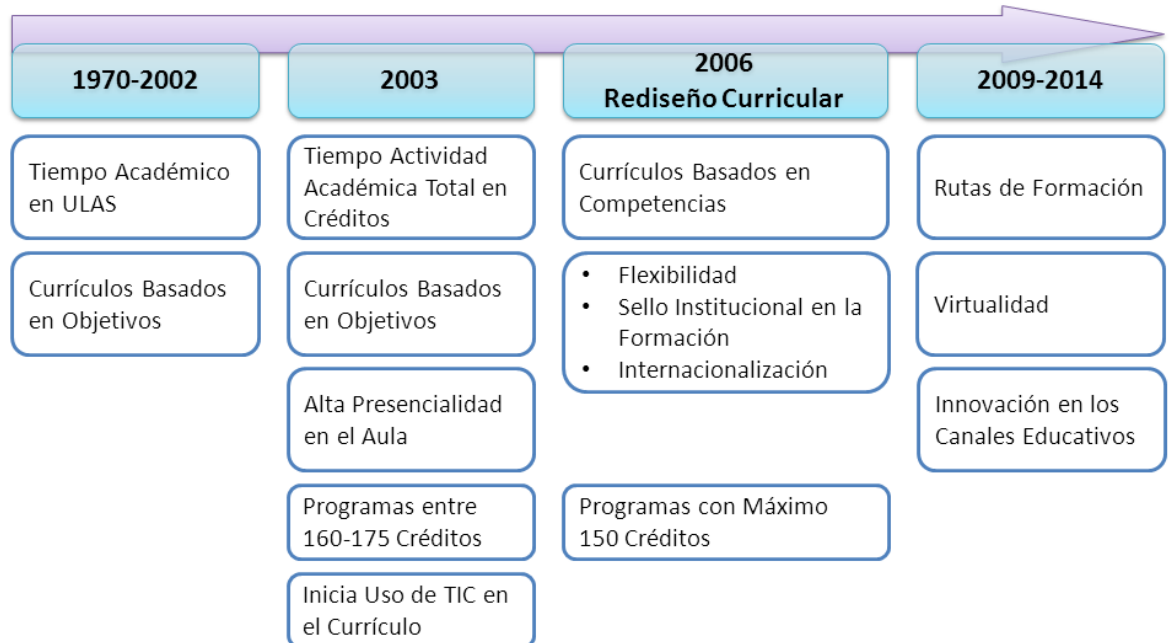 1970-2002
Tiempo Académico
en ULAS
Currículos Basados
en Objetivos
2003
Tiempo Actividad
Académica Total en
Créditos
Currículos Basados
en Objetivos
Alta Presencialidad
en el Aula
Programas entre
160-175 Créditos
Inicia Uso de TIC en
el Currículo
2006
Rediseño Curricular
Currículos Basados en
Competencias
• Flexibilidad
• Sello Institucional en la
Formación
• Internacionalización
Programas con Máximo
150 Créditos
2009-2014
Rutas de Formación
Virtualidad
Innovación en los
Canales Educativos